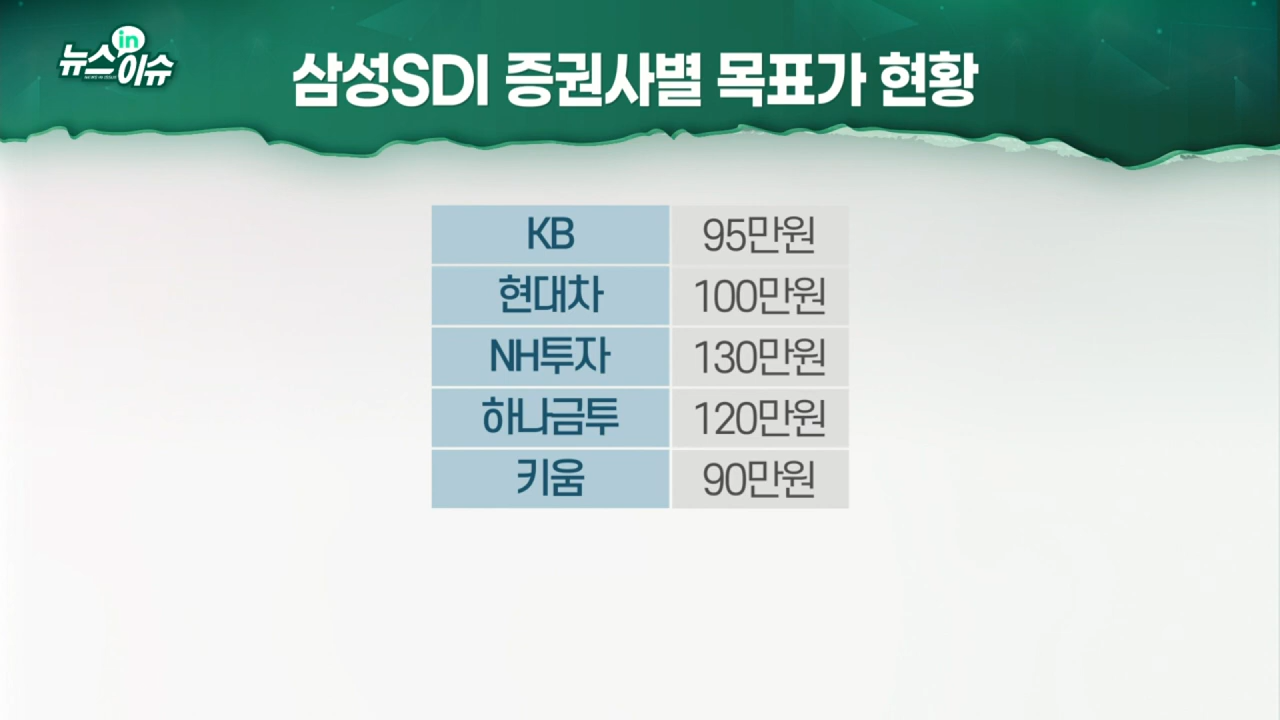 뉴스 in 이슈
삼성SDI 증권사별 목표가 현황
KB 95만원
현대차 100만원
NH투자 130만원
하나금투 120만원
키움 90만원